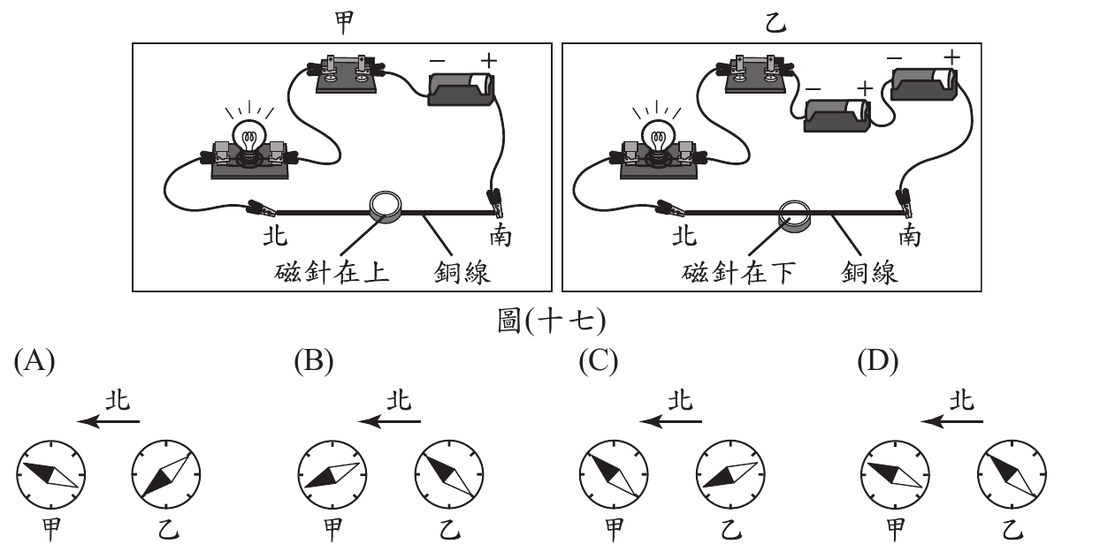 甲
乙
− +
− + − +
北
南
磁針在上
銅線
北
南
磁針在下
銅線
圖(十七)
(A)
(B)
(C)
(D)
北
北
北
北
甲 乙
甲 乙
甲 乙
甲 乙